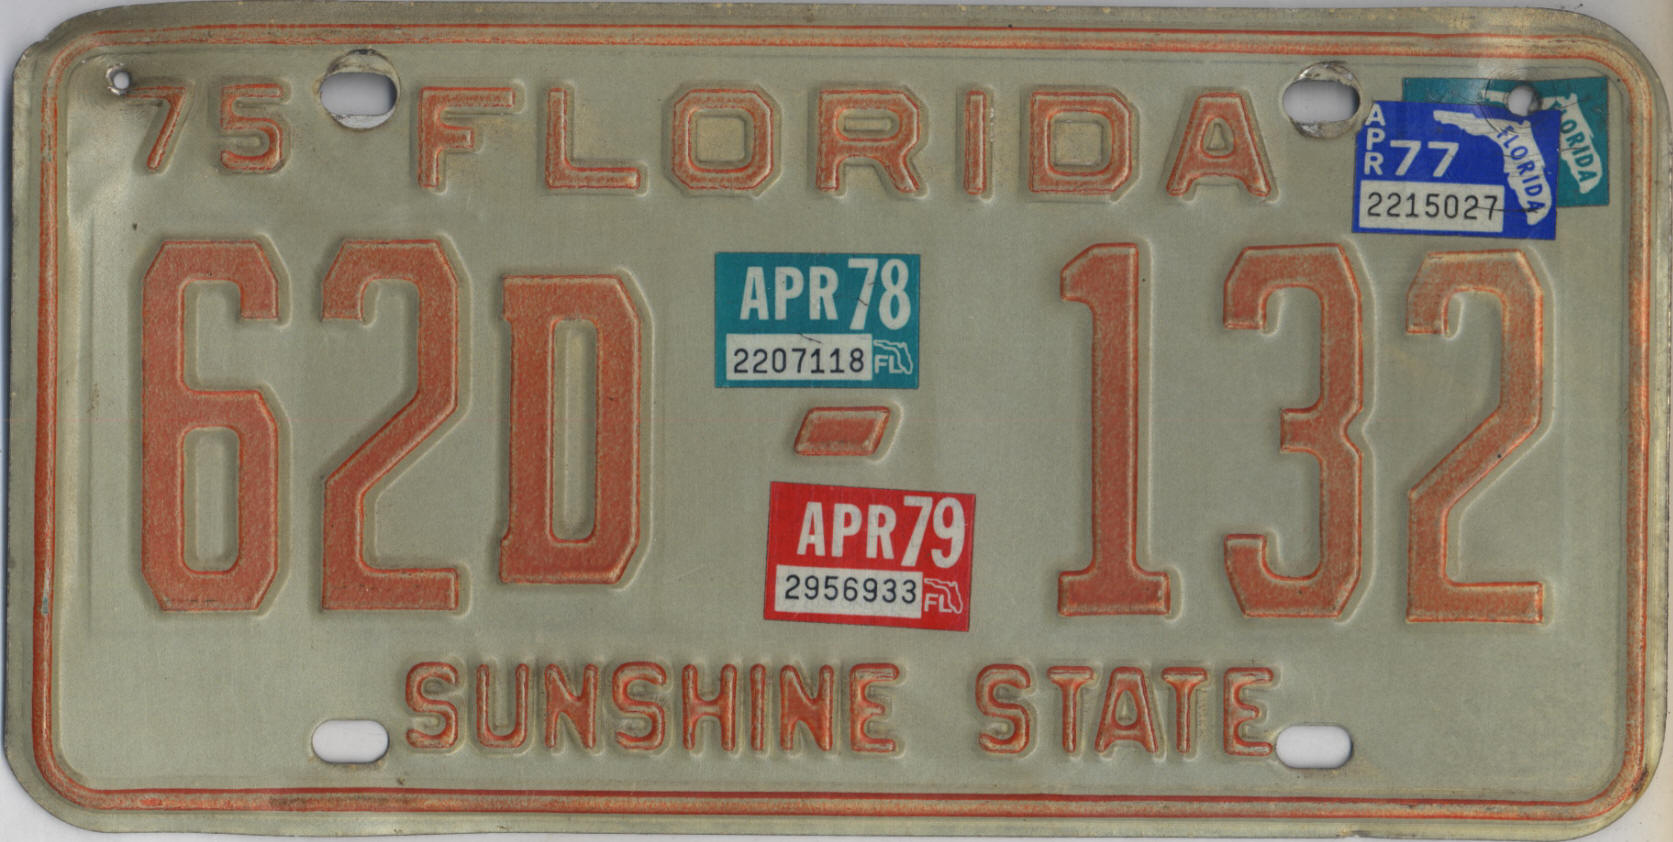 75 FLORIDA
APR 77
FLORIDA
2215027
FLORIDA
62D-132
APR 78
2207118 FL
APR 79
2956933 FL
SUNSHINE STATE